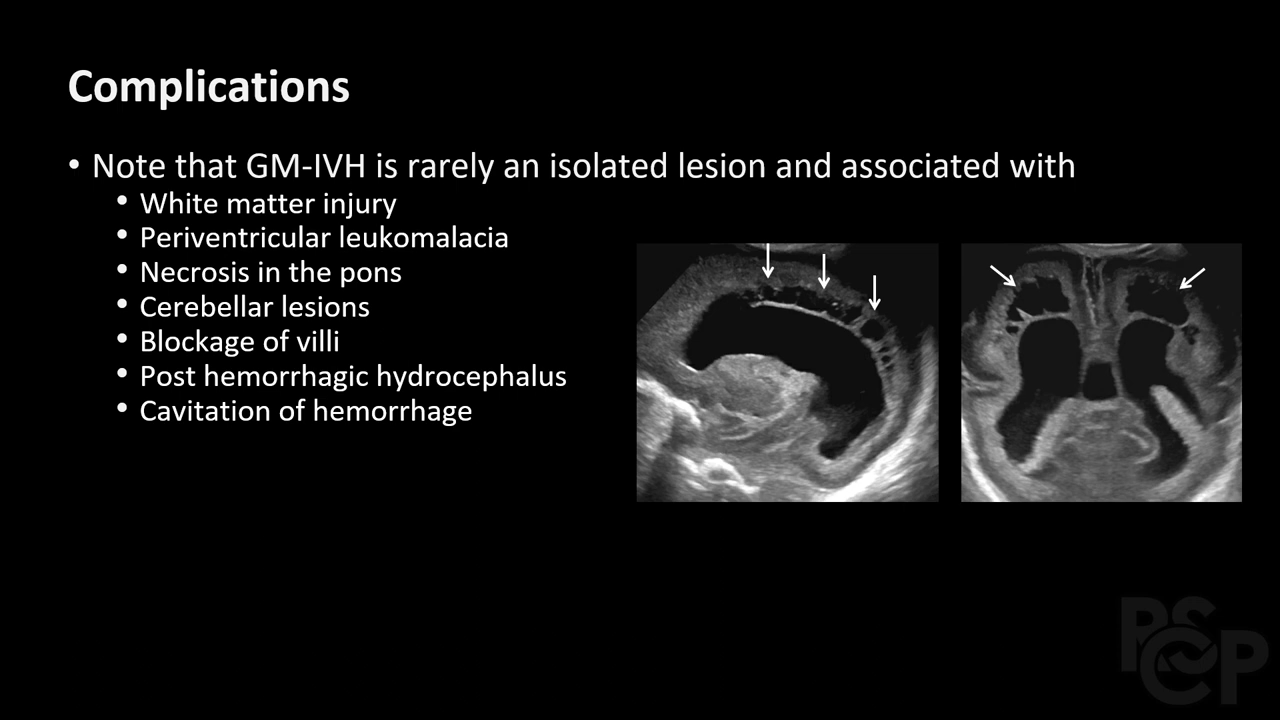 Complications
• Note that GM-IVH is rarely an isolated lesion and associated with
• White matter injury
• Periventricular leukomalacia
• Necrosis in the pons
• Cerebellar lesions
• Blockage of villi
• Post hemorrhagic hydrocephalus
• Cavitation of hemorrhage
PSCP